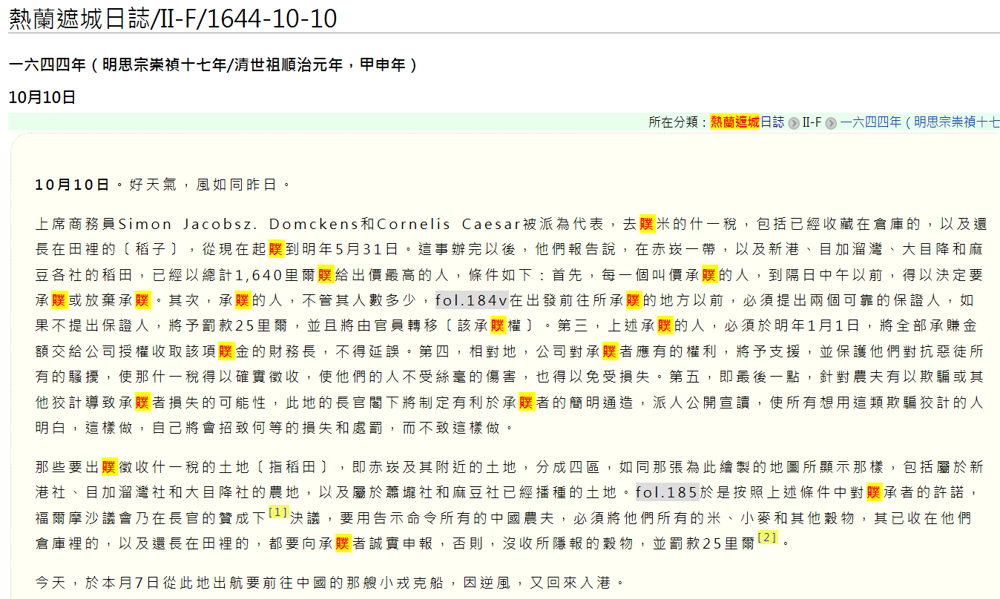 熱蘭遮城日誌/II-F/1644-10-10
一六四四年(明思宗崇禎十七年/清世祖順治元年,甲申年)
10月10日
所在分類:熱蘭遮城日誌 II-F 一六四四年(明思宗崇禎十七
10月10日。好天氣,風如同昨日。
上席商務員Simon Jacobsz. Domckens和Cornelis Caesar被派為代表,去贌米的什一稅,包括已經收藏在倉庫的,以及還
長在田裡的〔稻子〕,從現在起贌到明年5月31日。這事辦完以後,他們報告說,在赤崁一帶,以及新港、目加溜灣、大目降和麻
豆各社的稻田,已經以總計1,640里爾贌給出價最高的人,條件如下:首先,每一個叫價承贌的人,到隔日中午以前,得以決定要
承贌或放棄承贌。其次,承贌的人,不管其人數多少,fol.184v在出發前往所承贌的地方以前,必須提出兩個可靠的保證人,如
果不提出保證人,將予罰款25里爾,並且將由官員轉移〔該承贌權〕。第三,上述承贌的人,必須於明年1月1日,將全部承賺金
額交給公司授權收取該項贌金的財務長,不得延誤。第四,相對地,公司對承贌者應有的權利,將予支援,並保護他們對抗惡徒所
有的騷擾,使那什一稅得以確實徵收,使他們的人不受絲毫的傷害,也得以免受損失。第五,即最後一點,針對農夫有以欺騙或其
他狡計導致承贌者損失的可能性,此地的長官閣下將制定有利於承贌者的簡明通造,派人公開宣讀,使所有想用這類欺騙狡計的人
明白,這樣做,自己將會招致何等的損失和處罰,而不致這樣做。
那些要出贌徵收什一稅的土地〔指稻田〕,即赤崁及其附近的土地,分成四區,如同那張為此繪製的地圖所顯示那樣,包括屬於新
港社、目加溜灣社和大目降社的農地,以及屬於蕭壠社和麻豆社已經播種的土地。fol.185於是按照上述條件中對贌承者的許諾,
福爾摩沙議會乃在長官的贊成下[1]決議,要用告示命令所有的中國農夫,必須將他們所有的米、小麥和其他穀物,其已收在他們
倉庫裡的,以及還長在田裡的,都要向承贌者誠實申報,否則,沒收所隱報的穀物,並罰款25里爾[2]。
今天,於本月7日從此地出航要前往中國的那艘小戎克船,因逆風,又回來入港。